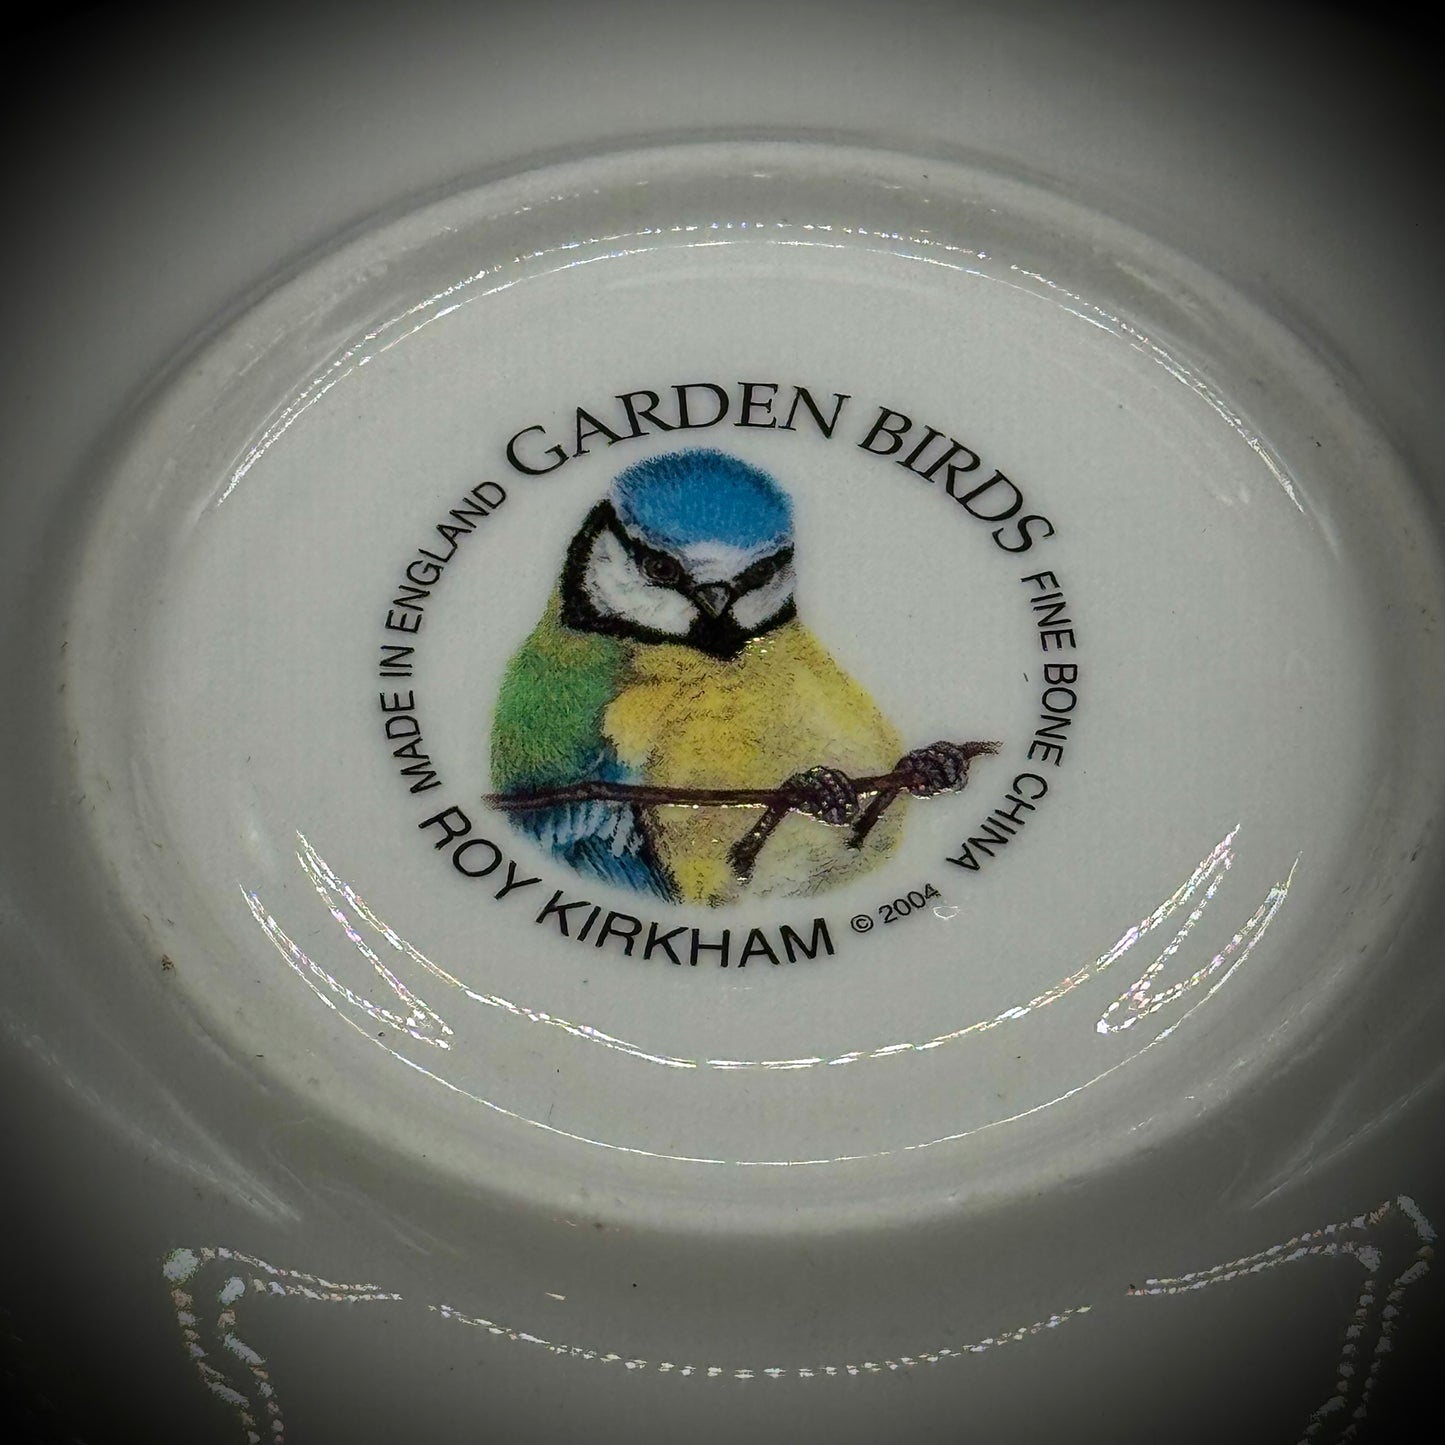 GARDEN BIRDS
FINE BONE CHINA
© 2004
ROY KIRKHAM
MADE IN ENGLAND